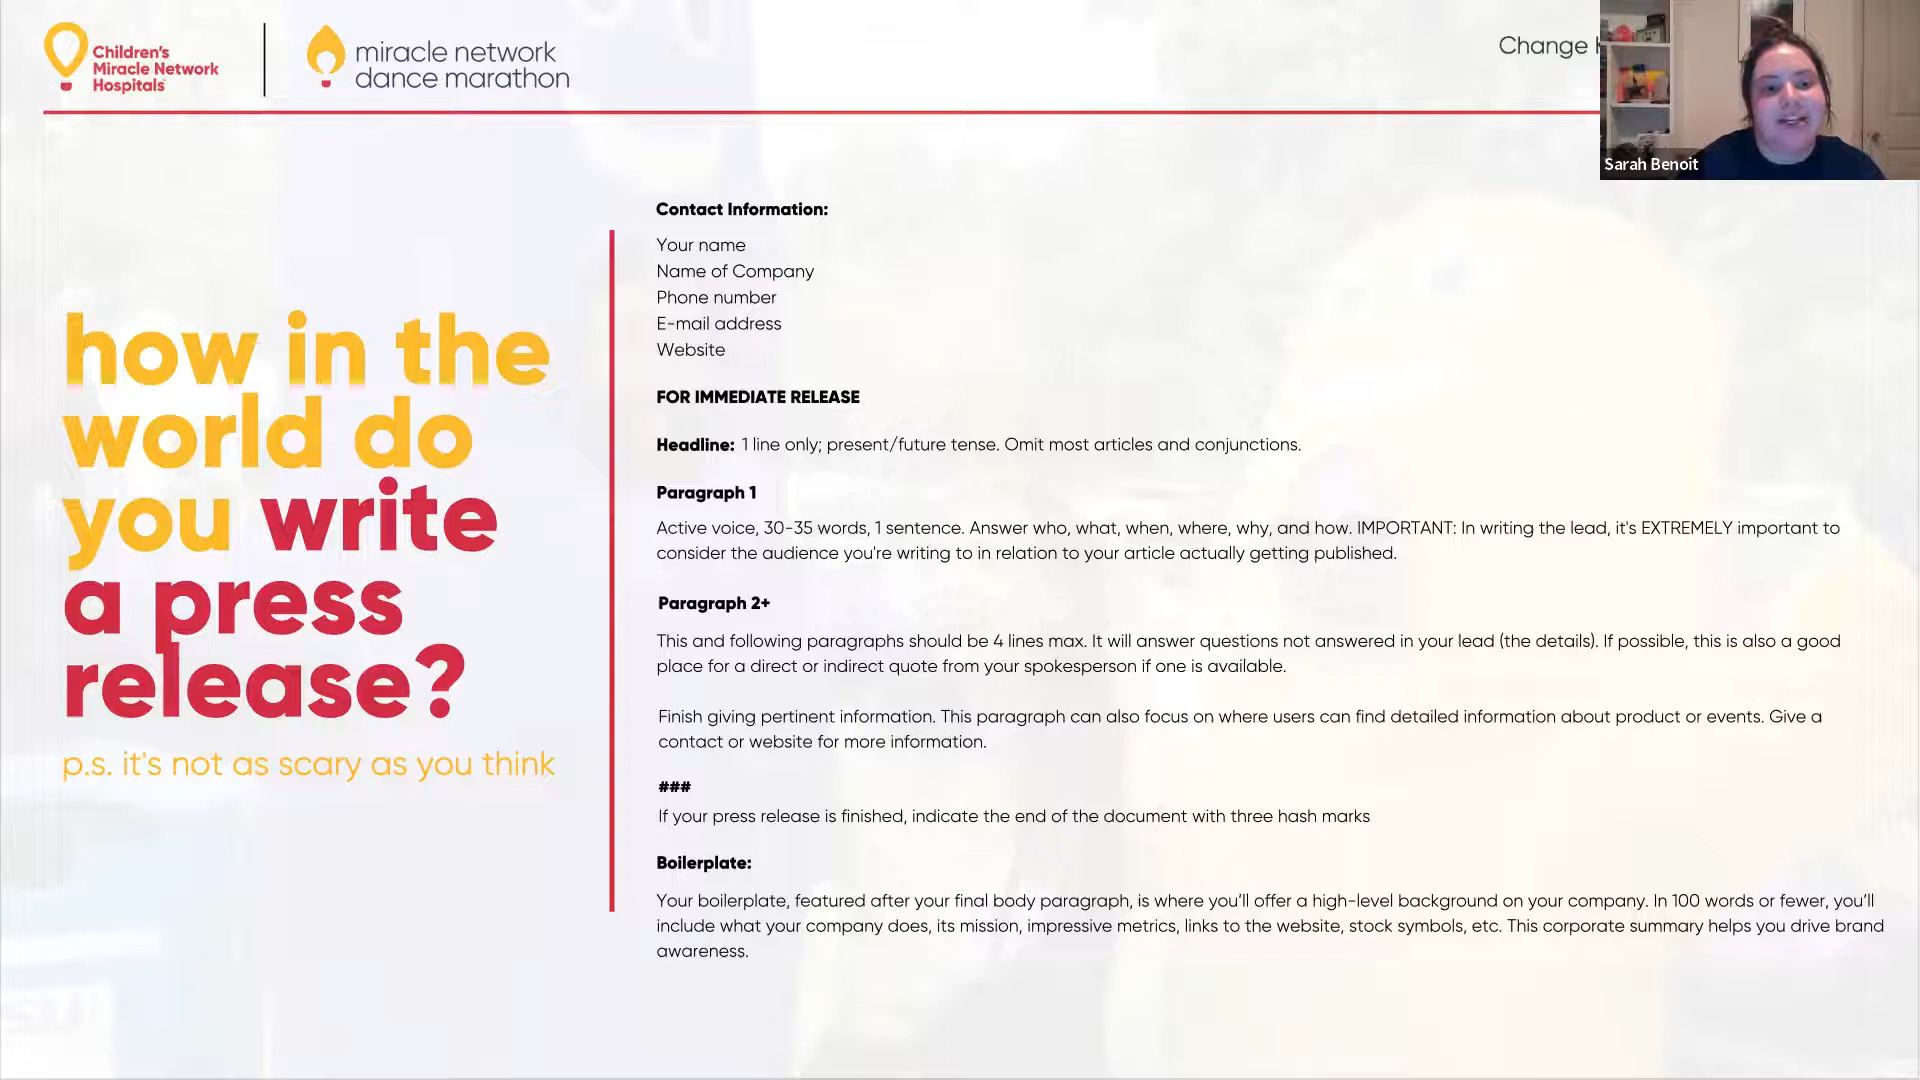 Children's
Miracle Network
Hospitals
miracle network
dance marathon
Change
Sarah Benoit
how in the
world do
you write
a press
release?
p.s. it's not as scary as you think
Contact Information:
Your name
Name of Company
Phone number
E-mail address
Website
FOR IMMEDIATE RELEASE
Headline: 1 line only; present/future tense. Omit most articles and conjunctions.
Paragraph 1
Active voice, 30-35 words, 1 sentence. Answer who, what, when, where, why, and how. IMPORTANT: In writing the lead, it's EXTREMELY important to
consider the audience you're writing to in relation to your article actually getting published.
Paragraph 2+
This and following paragraphs should be 4 lines max. It will answer questions not answered in your lead (the details). If possible, this is also a good
place for a direct or indirect quote from your spokesperson if one is available.
Finish giving pertinent information. This paragraph can also focus on where users can find detailed information about product or events. Give a
contact or website for more information.
###
If your press release is finished, indicate the end of the document with three hash marks
Boilerplate:
Your boilerplate, featured after your final body paragraph, is where you’ll offer a high-level background on your company. In 100 words or fewer, you’ll
include what your company does, its mission, impressive metrics, links to the website, stock symbols, etc. This corporate summary helps you drive brand
awareness.